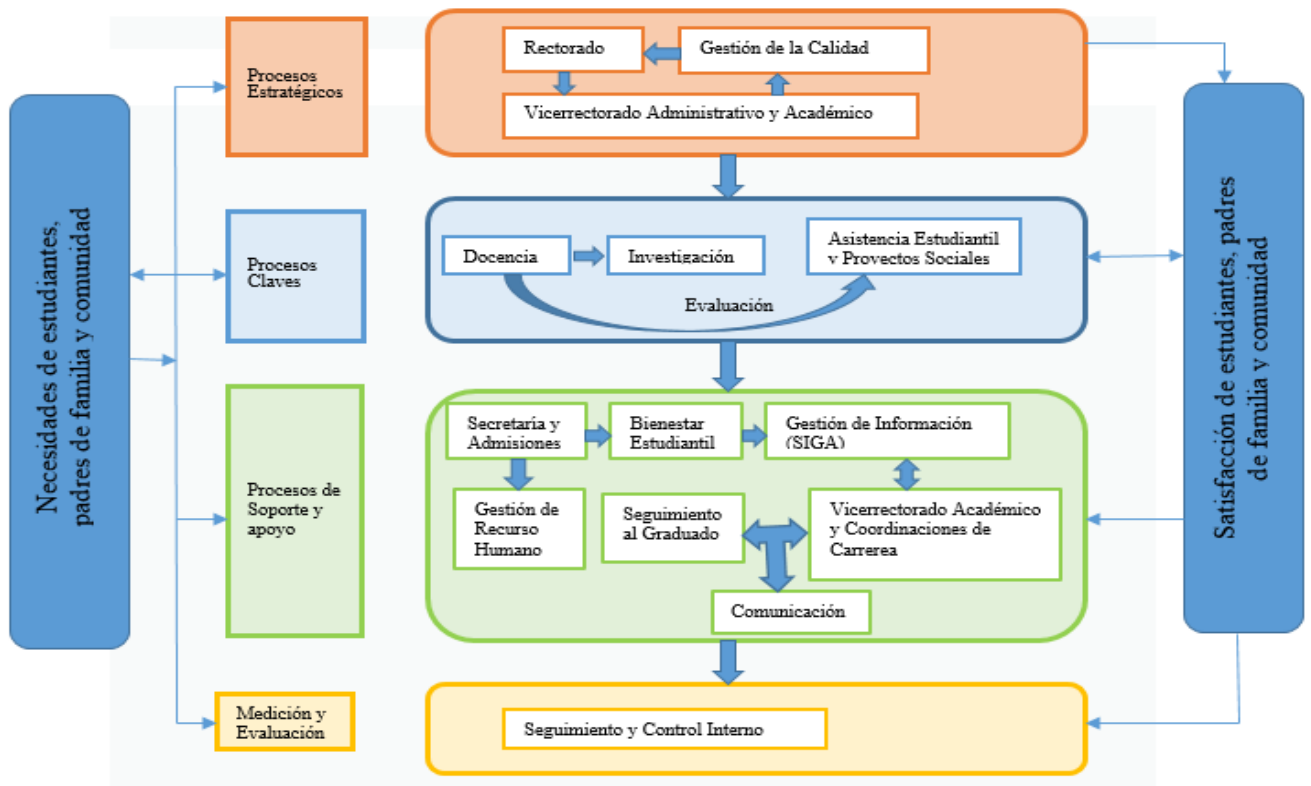 Necesidades de estudiantes,
padres de familia y comunidad
Procesos
Estratégicos
Rectorado
Gestión de la Calidad
Vicerrectorado Administrativo y Académico
Procesos
Claves
Docencia
Investigación
Asistencia Estudiantil
y Proyectos Sociales
Evaluación
Procesos de
Soporte y
apoyo
Secretaría y
Admisiones
Bienestar
Estudiantil
Gestión de Información
(SIGA)
Gestión de
Recurso
Humano
Seguimiento
al Graduado
Vicerrectorado Académico
y Coordinaciones de
Carrerea
Comunicación
Medición y
Evaluación
Seguimiento y Control Interno
Satisfacción de estudiantes, padres
de familia y comunidad